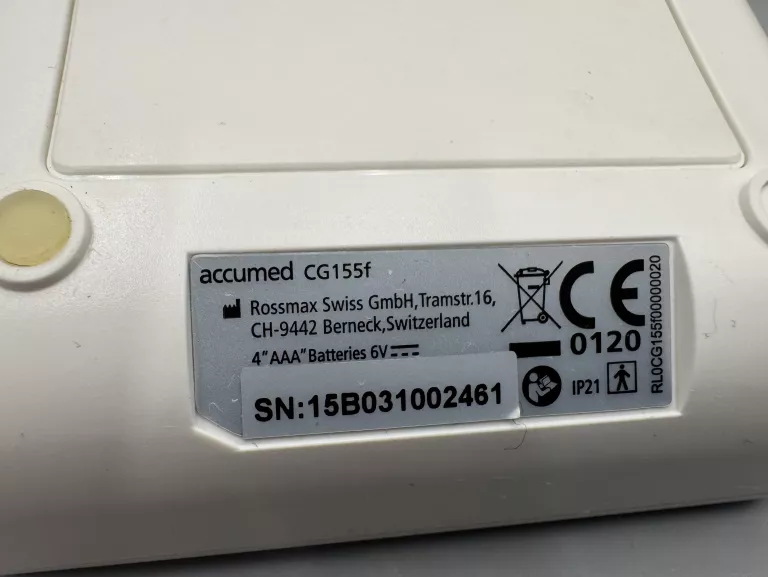 accumed CG155f
Rossmax Swiss GmbH,Tramstr.16,
CH-9442 Berneck,Switzerland
4"AAA"Batteries 6V
SN:15B031002461
CE
0120
IP21
RL0CG155f00000020